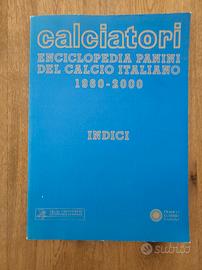 calciatori
ENCICLOPEDIA PANINI
DEL CALCIO ITALIANO
1960-2000
INDICI
subito